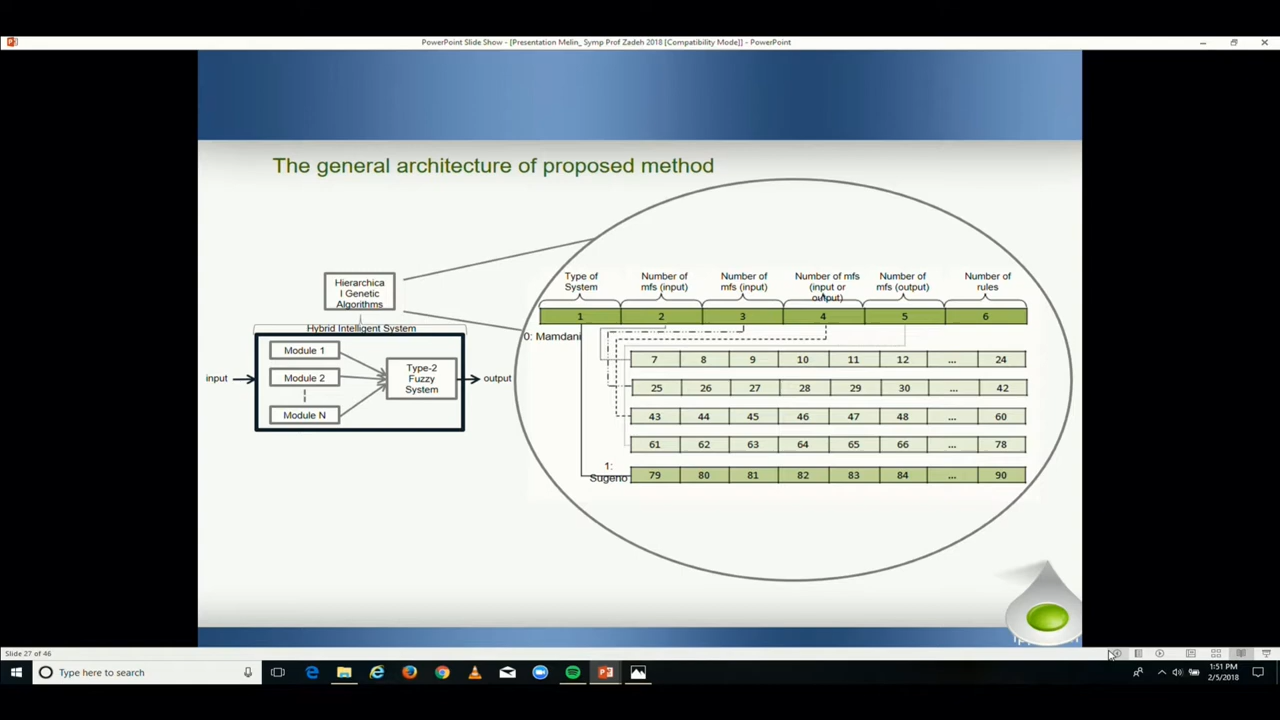 PowerPoint Slide Show - [Presentation Melin_ Symp Prof Zadeh 2018 [Compatibility Mode]] - PowerPoint
The general architecture of proposed method
Hierarchica
l Genetic
Algorithms
Hybrid Intelligent System
input
Module 1
Module 2
Module N
Type-2
Fuzzy
System
output
Type of
System
Number of
mfs (input)
Number of
mfs (input)
Number of mfs
(input or
output)
Number of
mfs (output)
Number of
rules
1 2 3 4 5 6
0: Mamdani
7 8 9 10 11 12 ... 24
25 26 27 28 29 30 ... 42
43 44 45 46 47 48 ... 60
61 62 63 64 65 66 ... 78
1:
Sugeno
79 80 81 82 83 84 ... 90
Slide 27 of 46
Type here to search
1:51 PM
2/5/2018